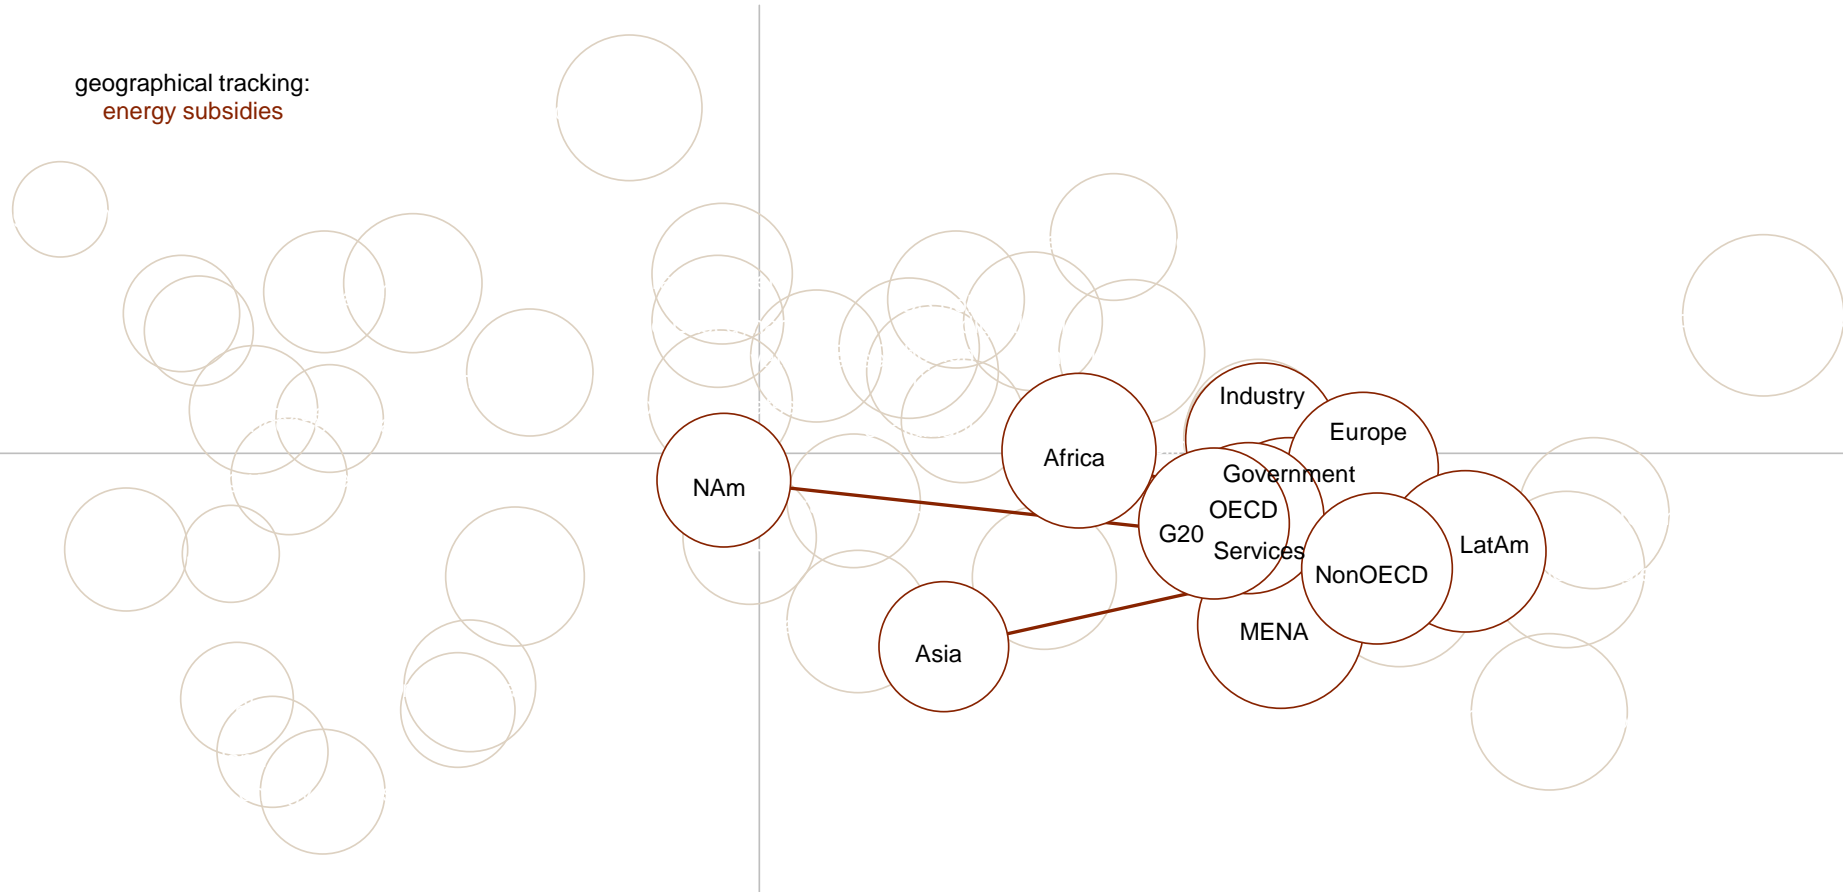 geographical tracking:
energy subsidies
Industry
Europe
Africa
Government
NAm
OECD
G20
Services
LatAm
NonOECD
MENA
Asia